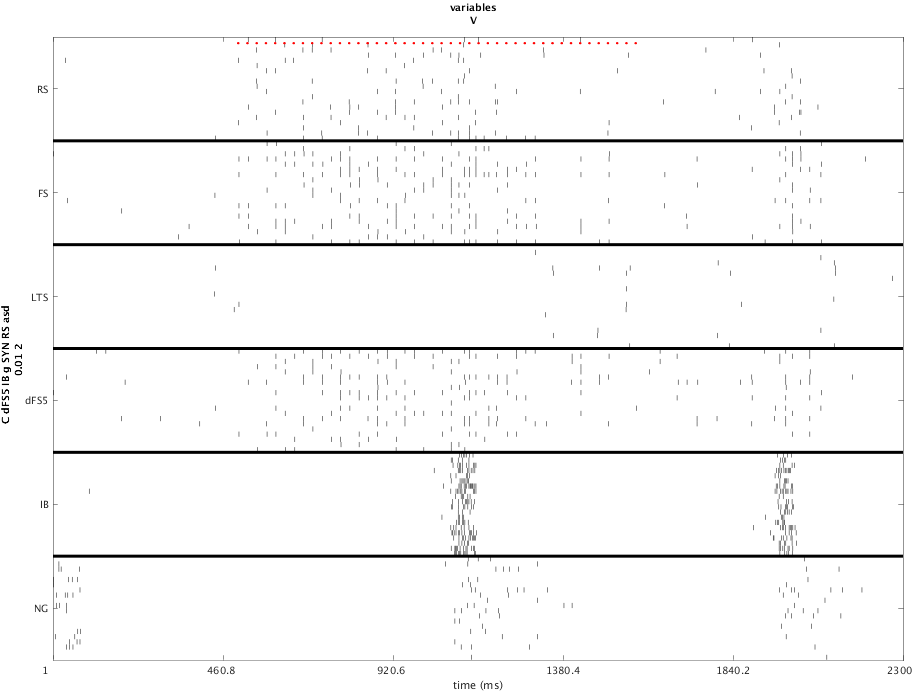 variables
V
RS
FS
LTS
dFS5
IB
NG
C dFS5 IB g SYN RS asd
0.01 2
1
460.8
920.6
1380.4
1840.2
2300
time (ms)